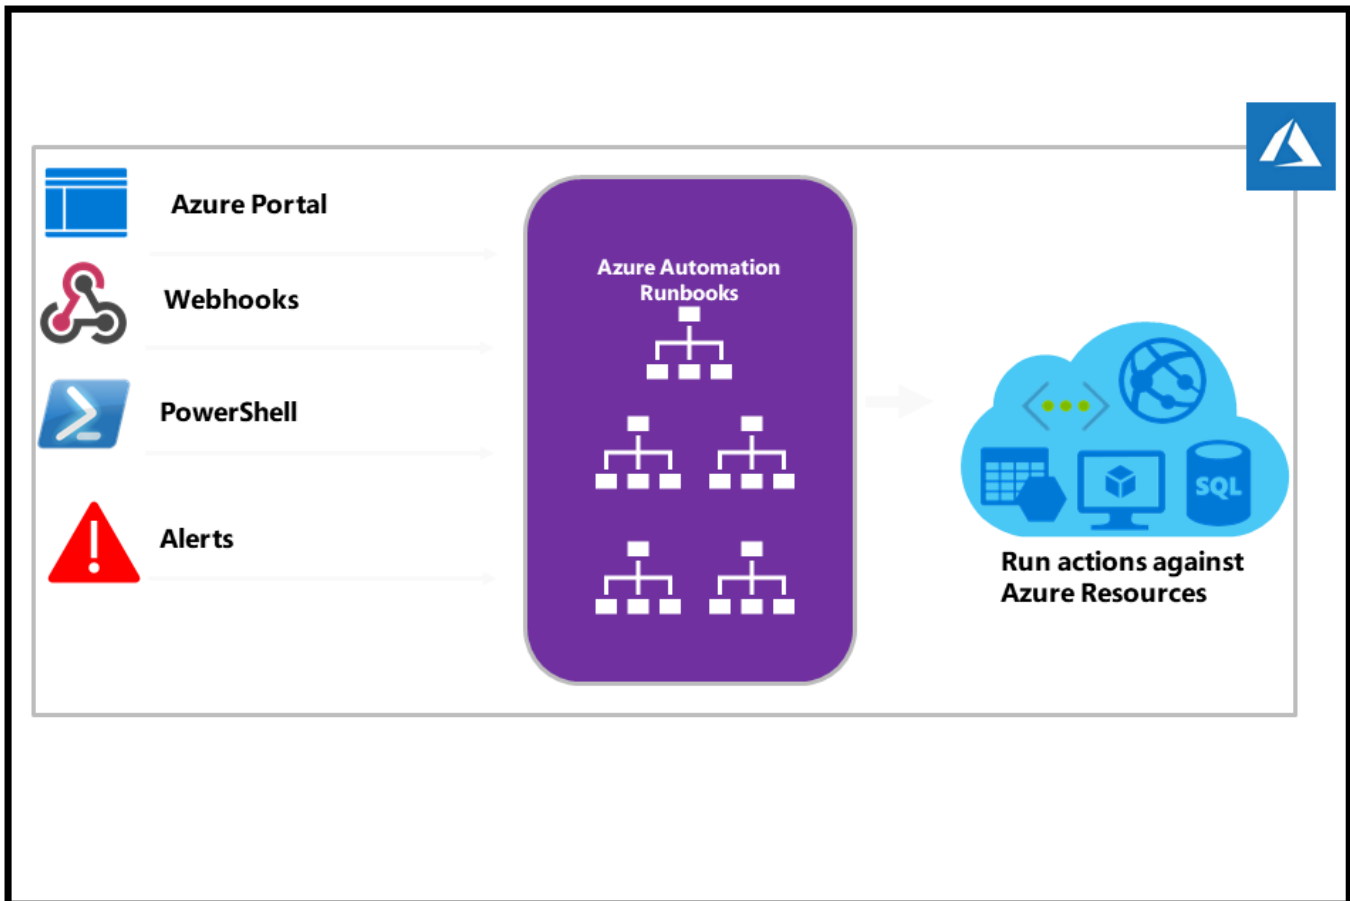 Azure Portal
Webhooks
PowerShell
Alerts
Azure Automation
Runbooks
SQL
Run actions against
Azure Resources